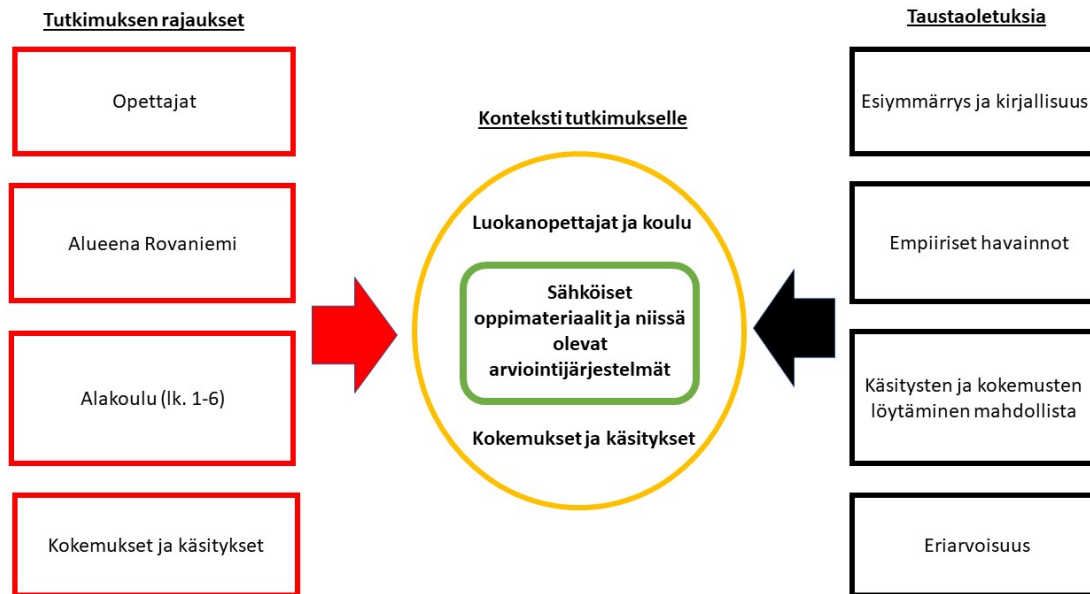 Tutkimuksen rajaukset
Opettajat
Alueena Rovaniemi
Alakoulu (lk. 1-6)
Kokemukset ja käsitykset
Konteksti tutkimukselle
Luokanopettajat ja koulu
Sähköiset
oppimateriaalit ja niissä
olevat
arviointijärjestelmät
Kokemukset ja käsitykset
Taustaoletuksia
Esiymmärrys ja kirjallisuus
Empiiriset havainnot
Käsitysten ja kokemusten
löytäminen mahdollista
Eriarvoisuus